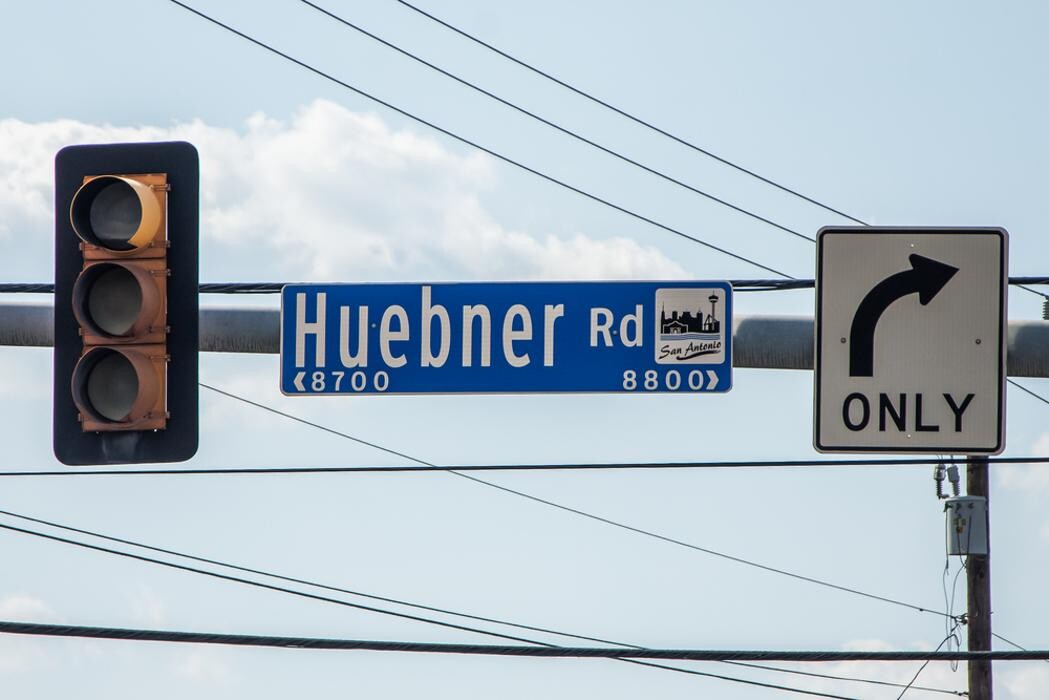 Huebner Rd
San Antonio
<8700 8800>
ONLY